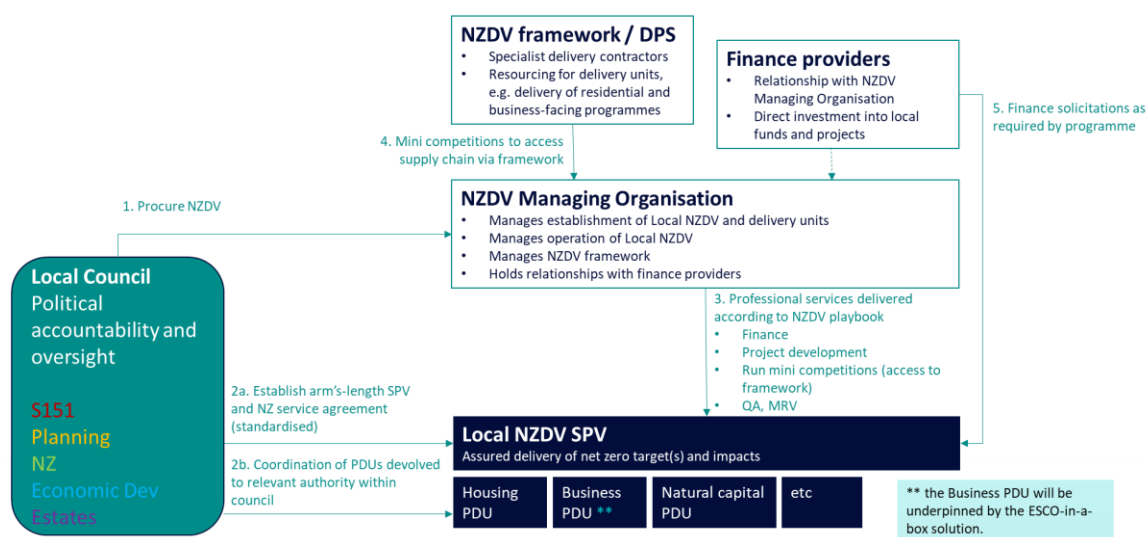 NZDV framework / DPS
• Specialist delivery contractors
• Resourcing for delivery units,
e.g. delivery of residential and
business-facing programmes
Finance providers
• Relationship with NZDV
Managing Organisation
• Direct investment into local
funds and projects
5. Finance solicitations as
required by programme
4. Mini competitions to access
supply chain via framework
1. Procure NZDV
NZDV Managing Organisation
• Manages establishment of Local NZDV and delivery units
• Manages operation of Local NZDV
• Manages NZDV framework
• Holds relationships with finance providers
Local Council
Political
accountability and
oversight
S151
Planning
NZ
Economic Dev
Estates
3. Professional services delivered
according to NZDV playbook
• Finance
• Project development
• Run mini competitions (access to
framework)
• QA, MRV
2a. Establish arm's-length SPV
and NZ service agreement
(standardised)
Local NZDV SPV
Assured delivery of net zero target(s) and impacts
2b. Coordination of PDUs devolved
to relevant authority within
council
Housing
PDU
Business
PDU **
Natural capital
PDU
etc
** the Business PDU will be
underpinned by the ESCO-in-a-
box solution.